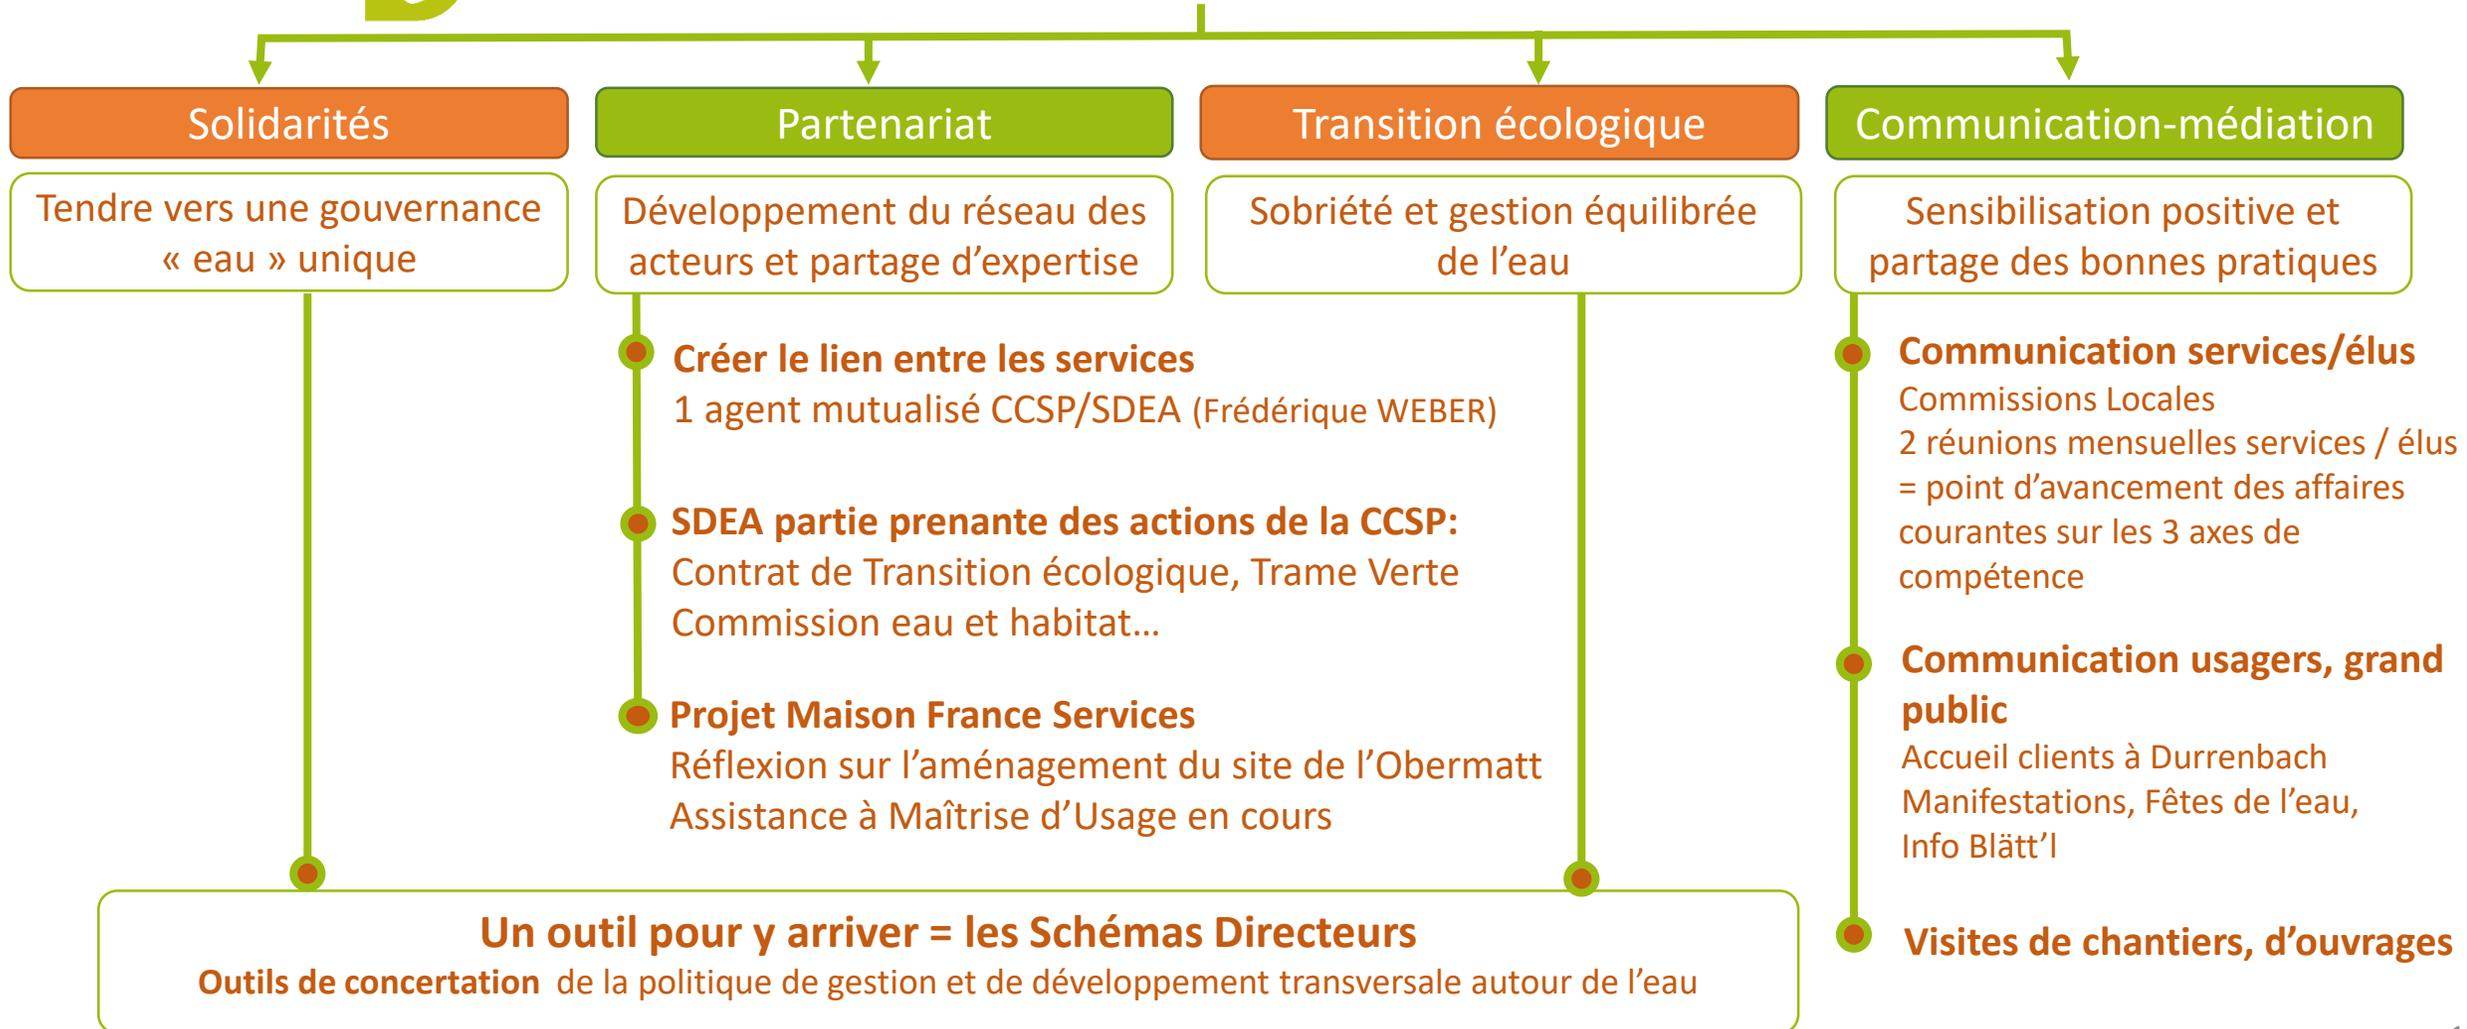 Solidarités
Tendre vers une gouvernance
« eau » unique
Partenariat
Développement du réseau des
acteurs et partage d’expertise
Créer le lien entre les services
1 agent mutualisé CCSP/SDEA (Frédérique WEBER)
SDEA partie prenante des actions de la CCSP:
Contrat de Transition écologique, Trame Verte
Commission eau et habitat…
Projet Maison France Services
Réflexion sur l’aménagement du site de l’Obermatt
Assistance à Maîtrise d’Usage en cours
Transition écologique
Sobriété et gestion équilibrée
de l’eau
Un outil pour y arriver = les Schémas Directeurs
Outils de concertation de la politique de gestion et de développement transversale autour de l’eau
Communication-médiation
Sensibilisation positive et
partage des bonnes pratiques
Communication services/élus
Commissions Locales
2 réunions mensuelles services / élus
= point d’avancement des affaires
courantes sur les 3 axes de
compétence
Communication usagers, grand
public
Accueil clients à Durrenbach
Manifestations, Fêtes de l’eau,
Info Blätt’l
Visites de chantiers, d’ouvrages